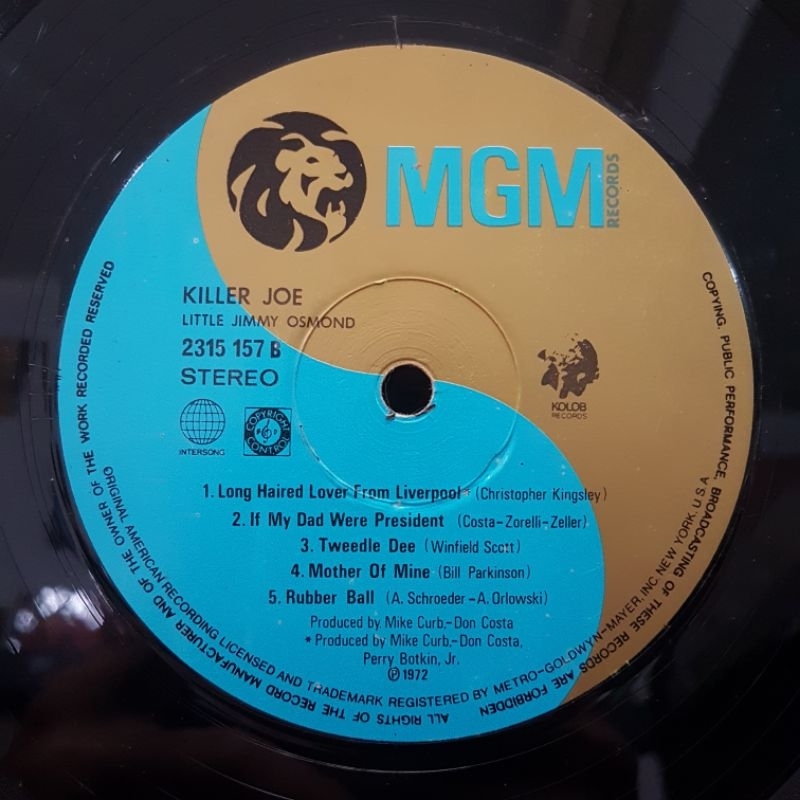 MGM
RECORDS
KILLER JOE
LITTLE JIMMY OSMOND
2315 157 B
STEREO
INTERSONG
COPYRIGHT
CONTROL
KOLOB
RECORDS
1. Long Haired Lover From Liverpool* (Christopher Kingsley)
2. If My Dad Were President (Costa-Zorelli-Zeller)
3. Tweedle Dee (Winfield Scott)
4. Mother Of Mine (Bill Parkinson)
5. Rubber Ball (A. Schroeder-A. Orlowski)
Produced by Mike Curb,-Don Costa
* Produced by Mike Curb,-Don Costa,
Perry Botkin, Jr.
℗ 1972
ORIGINAL AMERICAN RECORDING LICENSED AND TRADEMARK REGISTERED BY METRO-GOLDWYN-MAYER, INC NEW YORK, U.S.A
ALL RIGHTS OF THE RECORD MANUFACTURER AND OF THE OWNER OF THE WORK RECORDED RESERVED
COPYING, PUBLIC PERFORMANCE, BROADCASTING OF THESE RECORDS ARE FORBIDDEN